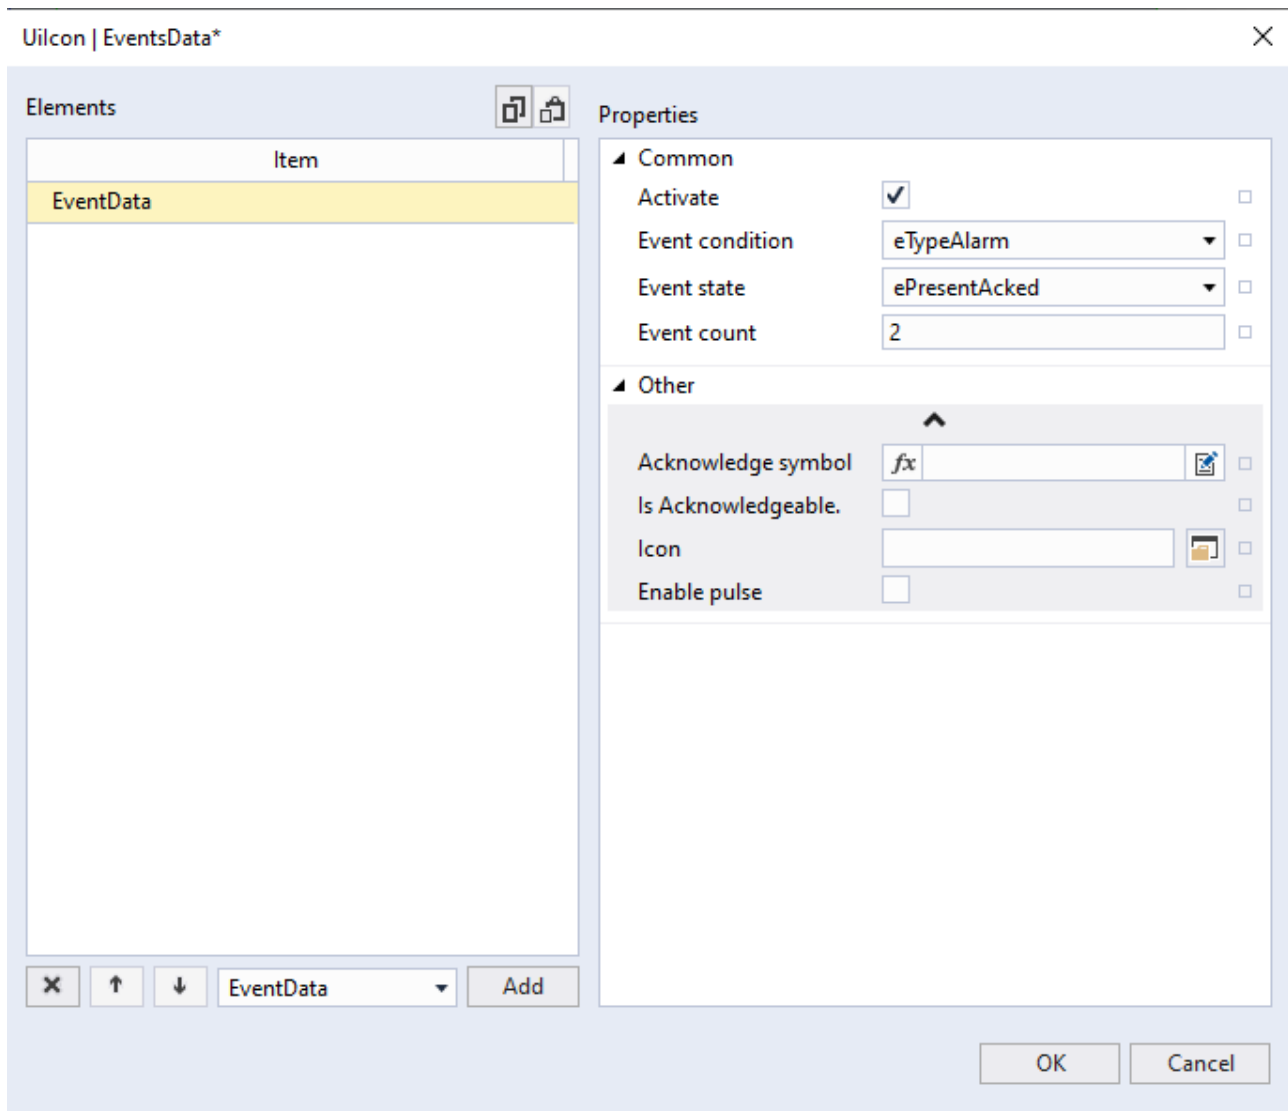 UiIcon | EventsData*
Elements
Item
EventData
EventData
Add
Properties
Common
Activate
Event condition
eTypeAlarm
Event state
ePresentAcked
Event count
2
Other
Acknowledge symbol
fx
Is Acknowledgeable.
Icon
Enable pulse
OK
Cancel